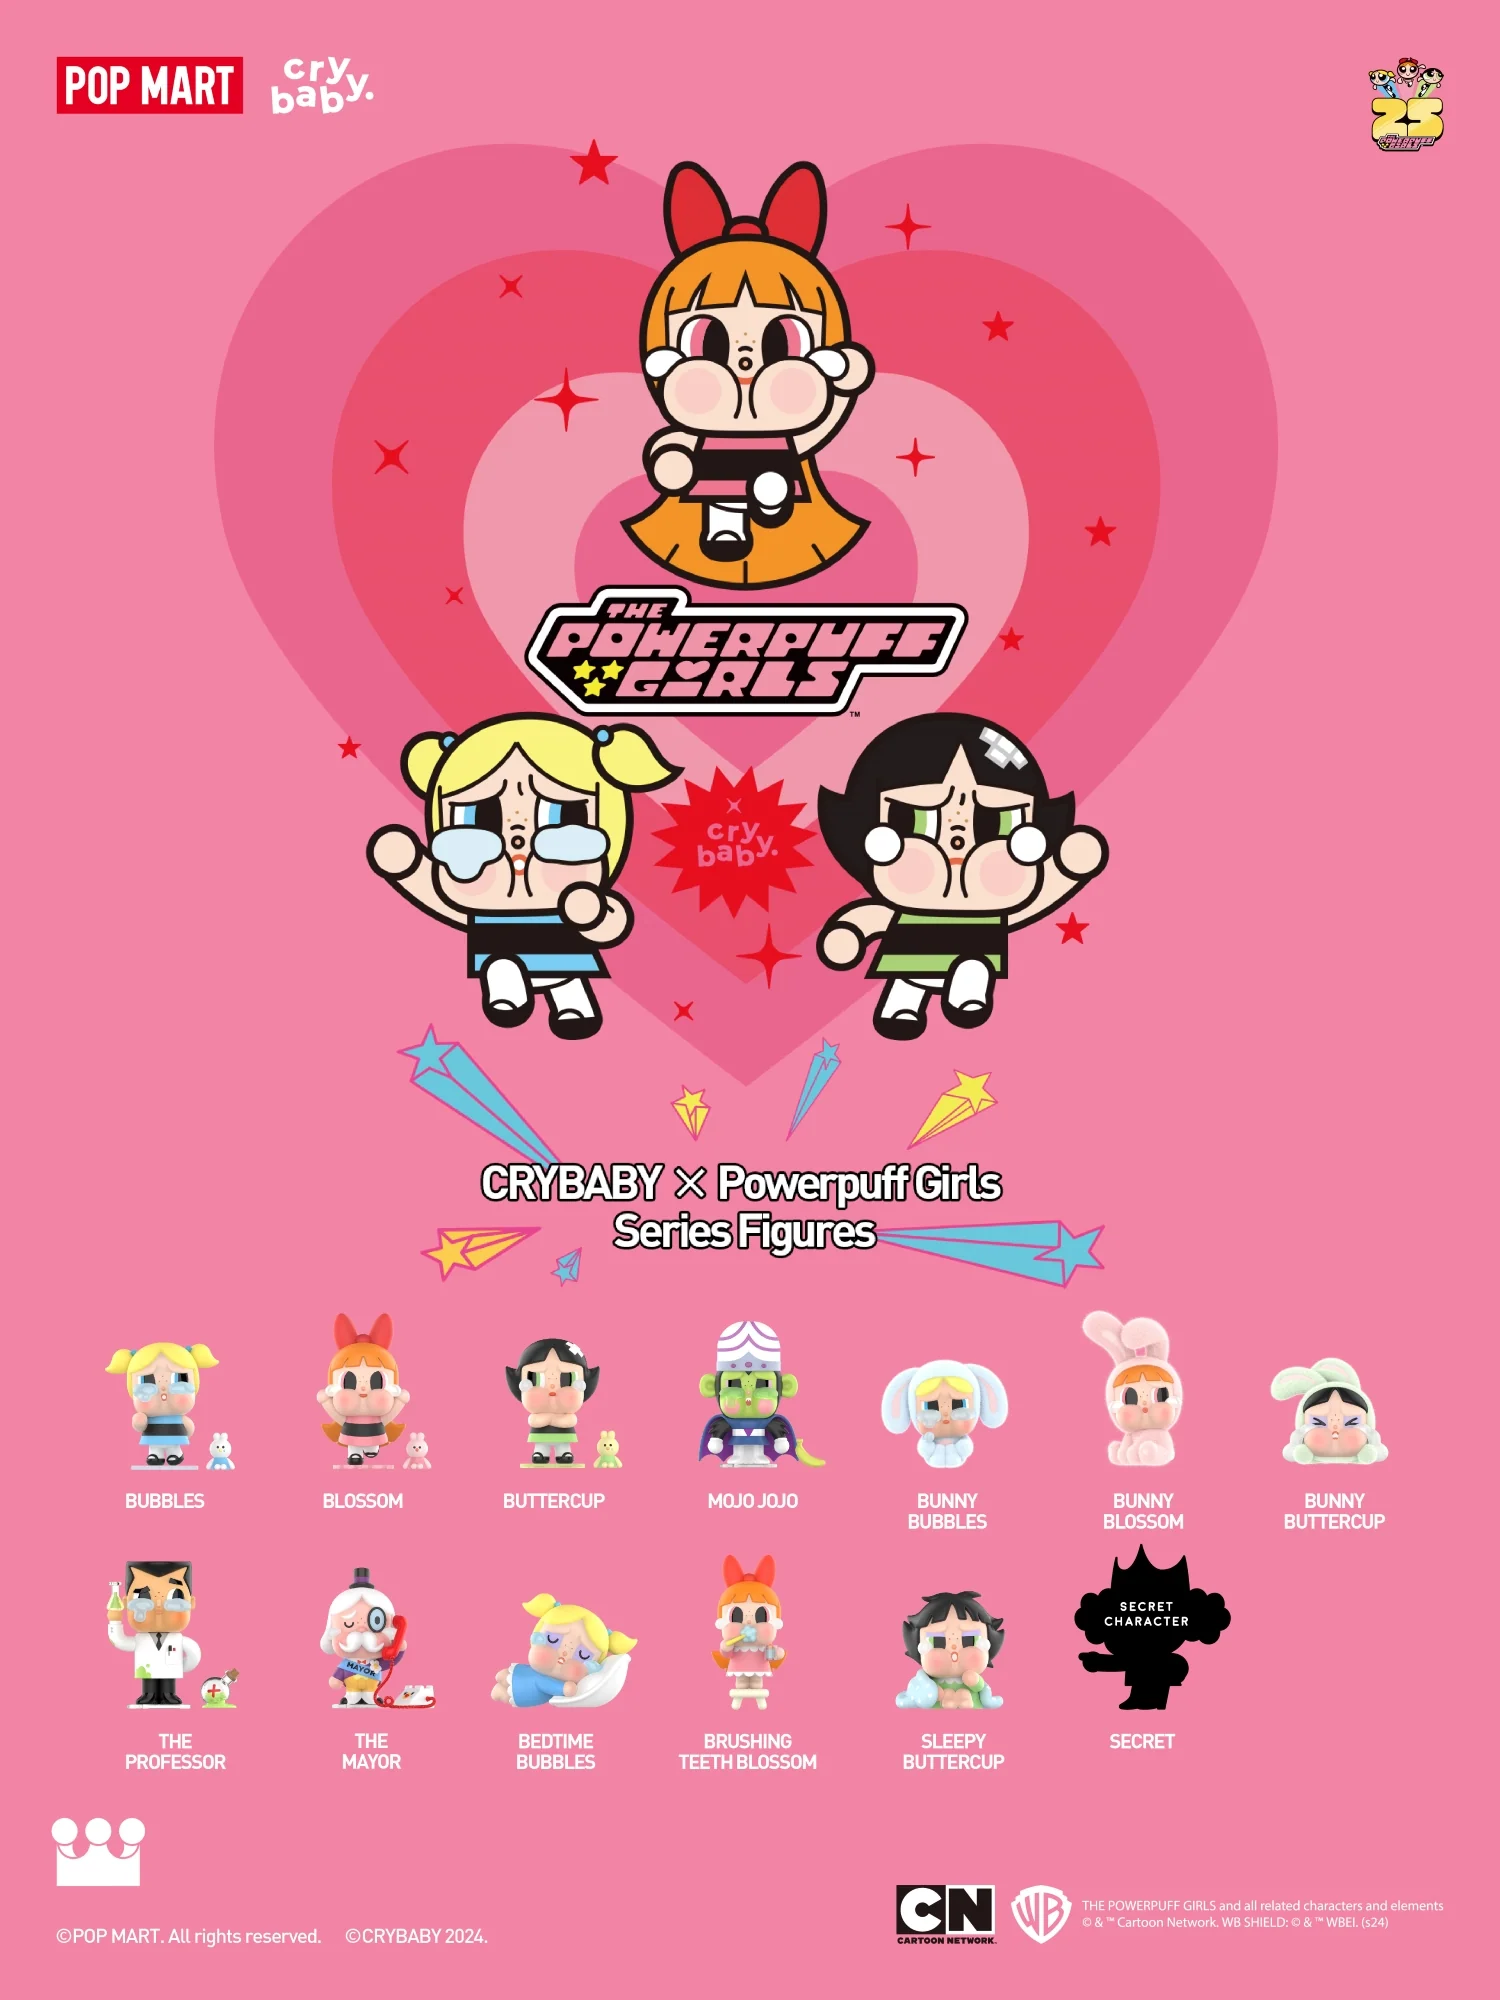 POP MART
cry
baby.
25
THE
POWERPUFF
GIRLS
TM
cry
baby.
CRYBABY × Powerpuff Girls
Series Figures
BUBBLES
BLOSSOM
BUTTERCUP
MOJO JOJO
BUNNY
BUBBLES
BUNNY
BLOSSOM
BUNNY
BUTTERCUP
MAYOR
SECRET
CHARACTER
THE
PROFESSOR
THE
MAYOR
BEDTIME
BUBBLES
BRUSHING
TEETH BLOSSOM
SLEEPY
BUTTERCUP
SECRET
©POP MART. All rights reserved. ©CRYBABY 2024.
CN
CARTOON NETWORK.
WB
THE POWERPUFF GIRLS and all related characters and elements
© & ™ Cartoon Network. WB SHIELD: © & ™ WBEI. (s24)